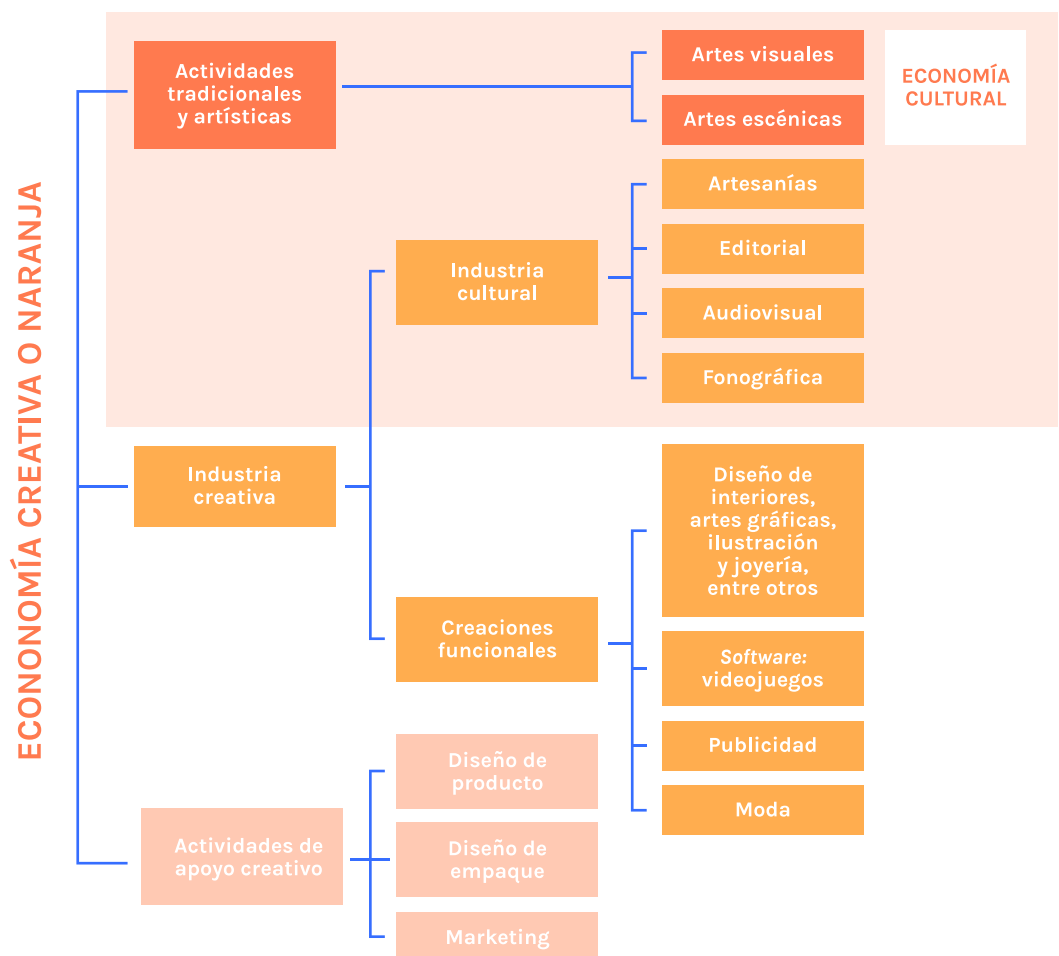 ECONONOMÍA CREATIVA O NARANJA
Actividades
tradicionales
y artísticas
Artes visuales
Artes escénicas
ECONOMÍA
CULTURAL
Industria
cultural
Artesanías
Editorial
Audiovisual
Fonográfica
Industria
creativa
Creaciones
funcionales
Diseño de
interiores,
artes gráficas,
ilustración
y joyería,
entre otros
Software:
videojuegos
Publicidad
Moda
Actividades de
apoyo creativo
Diseño de
producto
Diseño de
empaque
Marketing